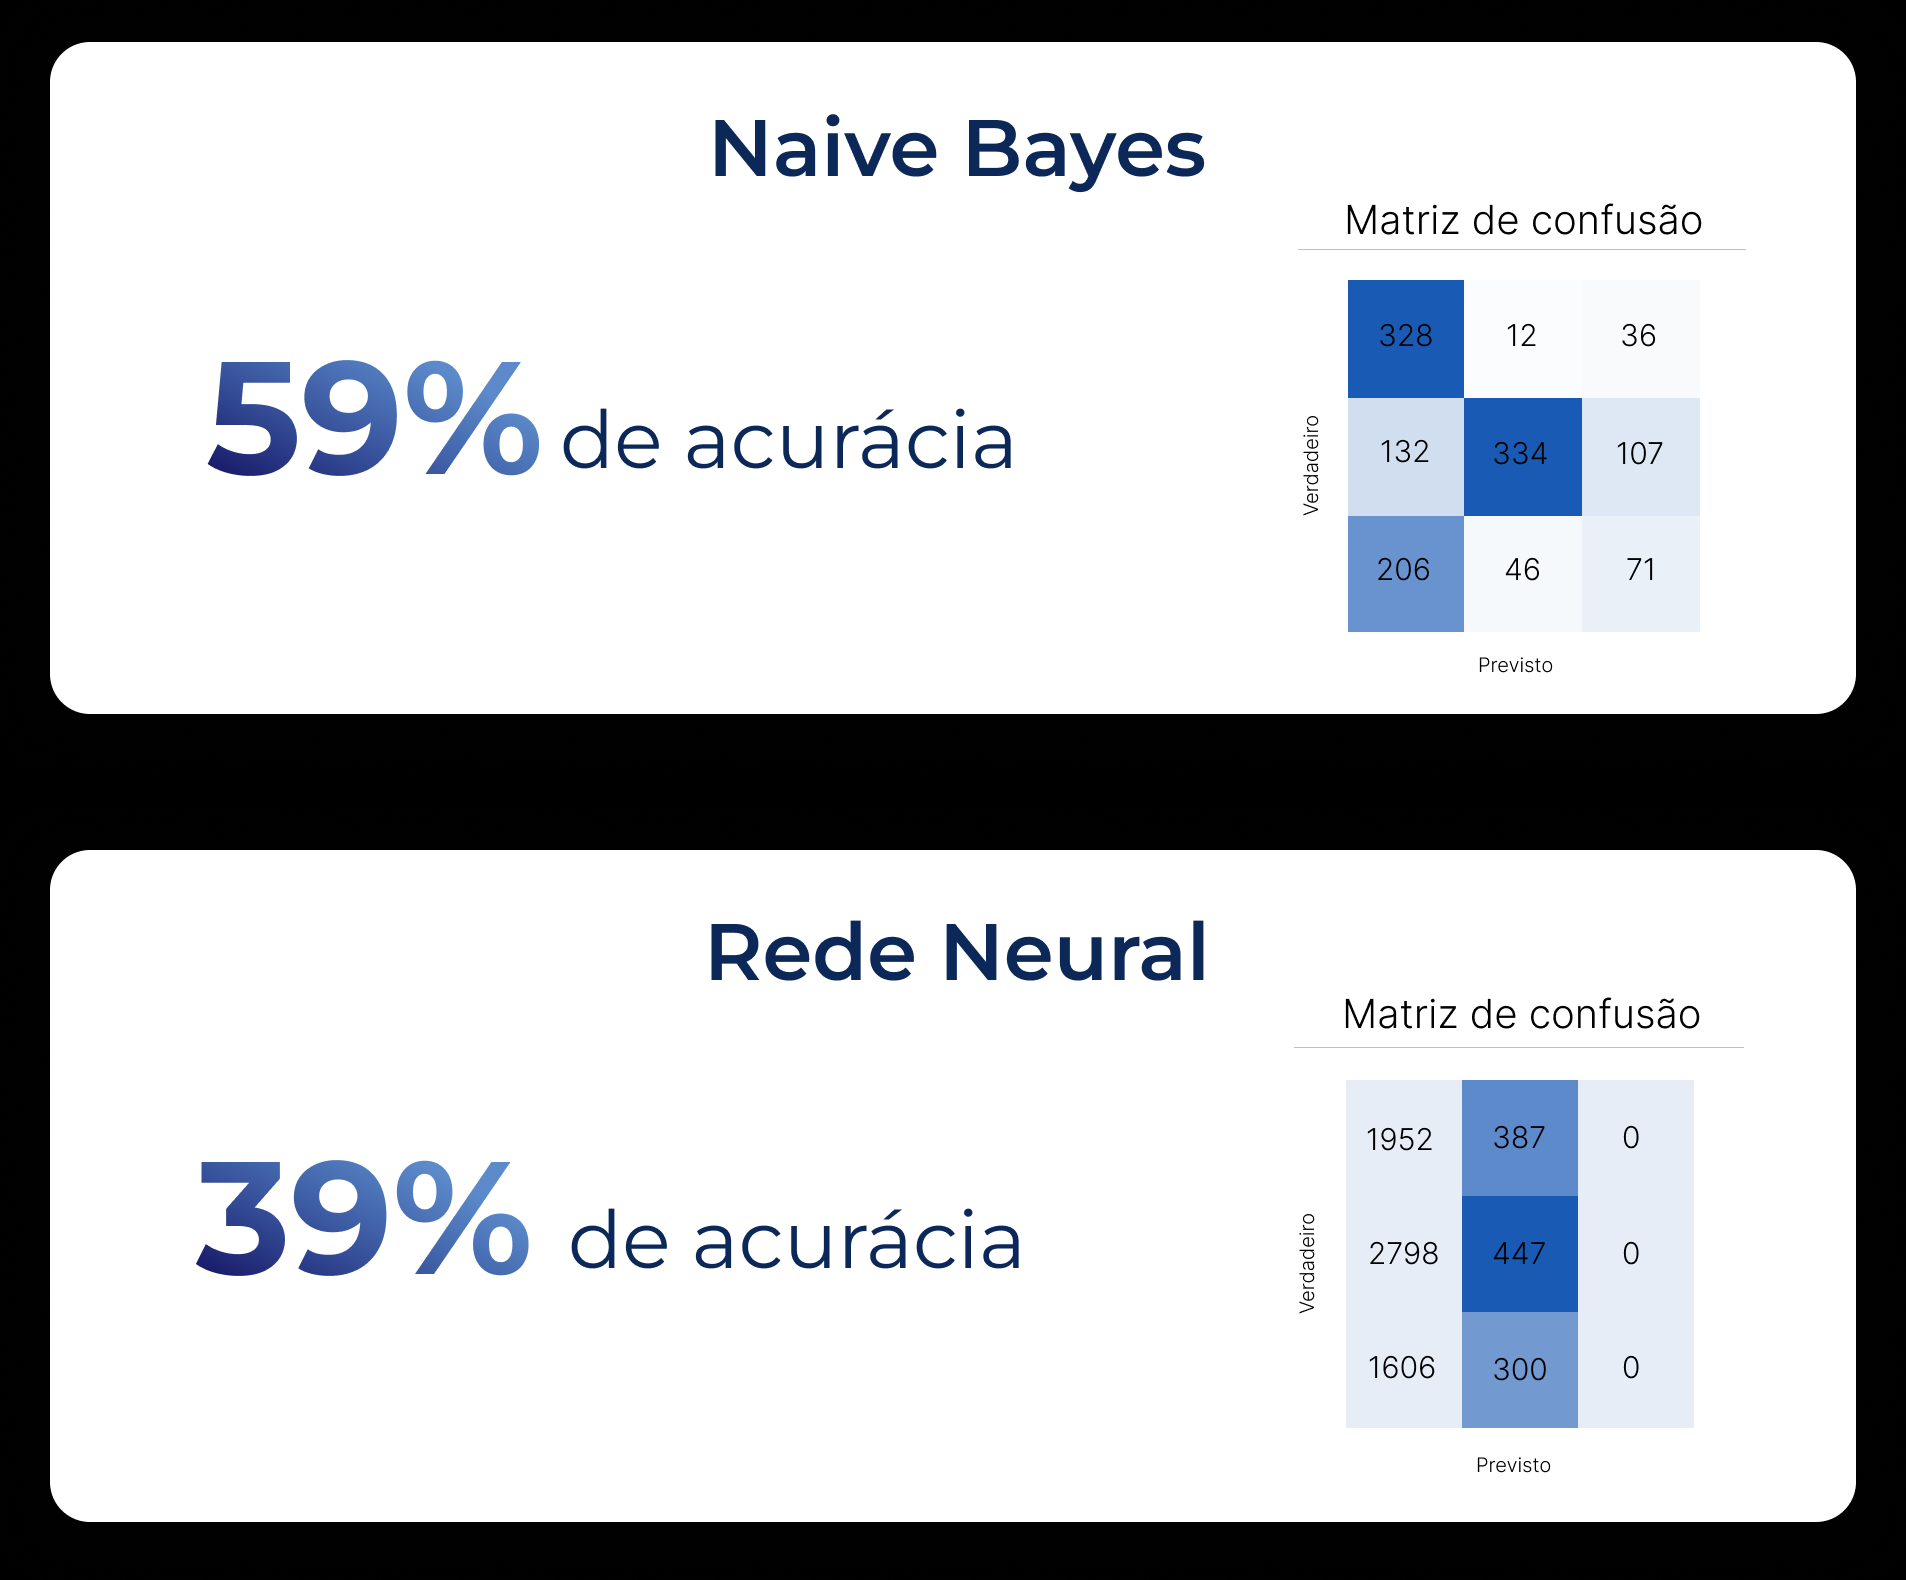 Naive Bayes
Matriz de confusão
59% de acurácia
Verdadeiro
328 12 36
132 334 107
206 46 71
Previsto
Rede Neural
Matriz de confusão
39% de acurácia
Verdadeiro
1952 387 0
2798 447 0
1606 300 0
Previsto